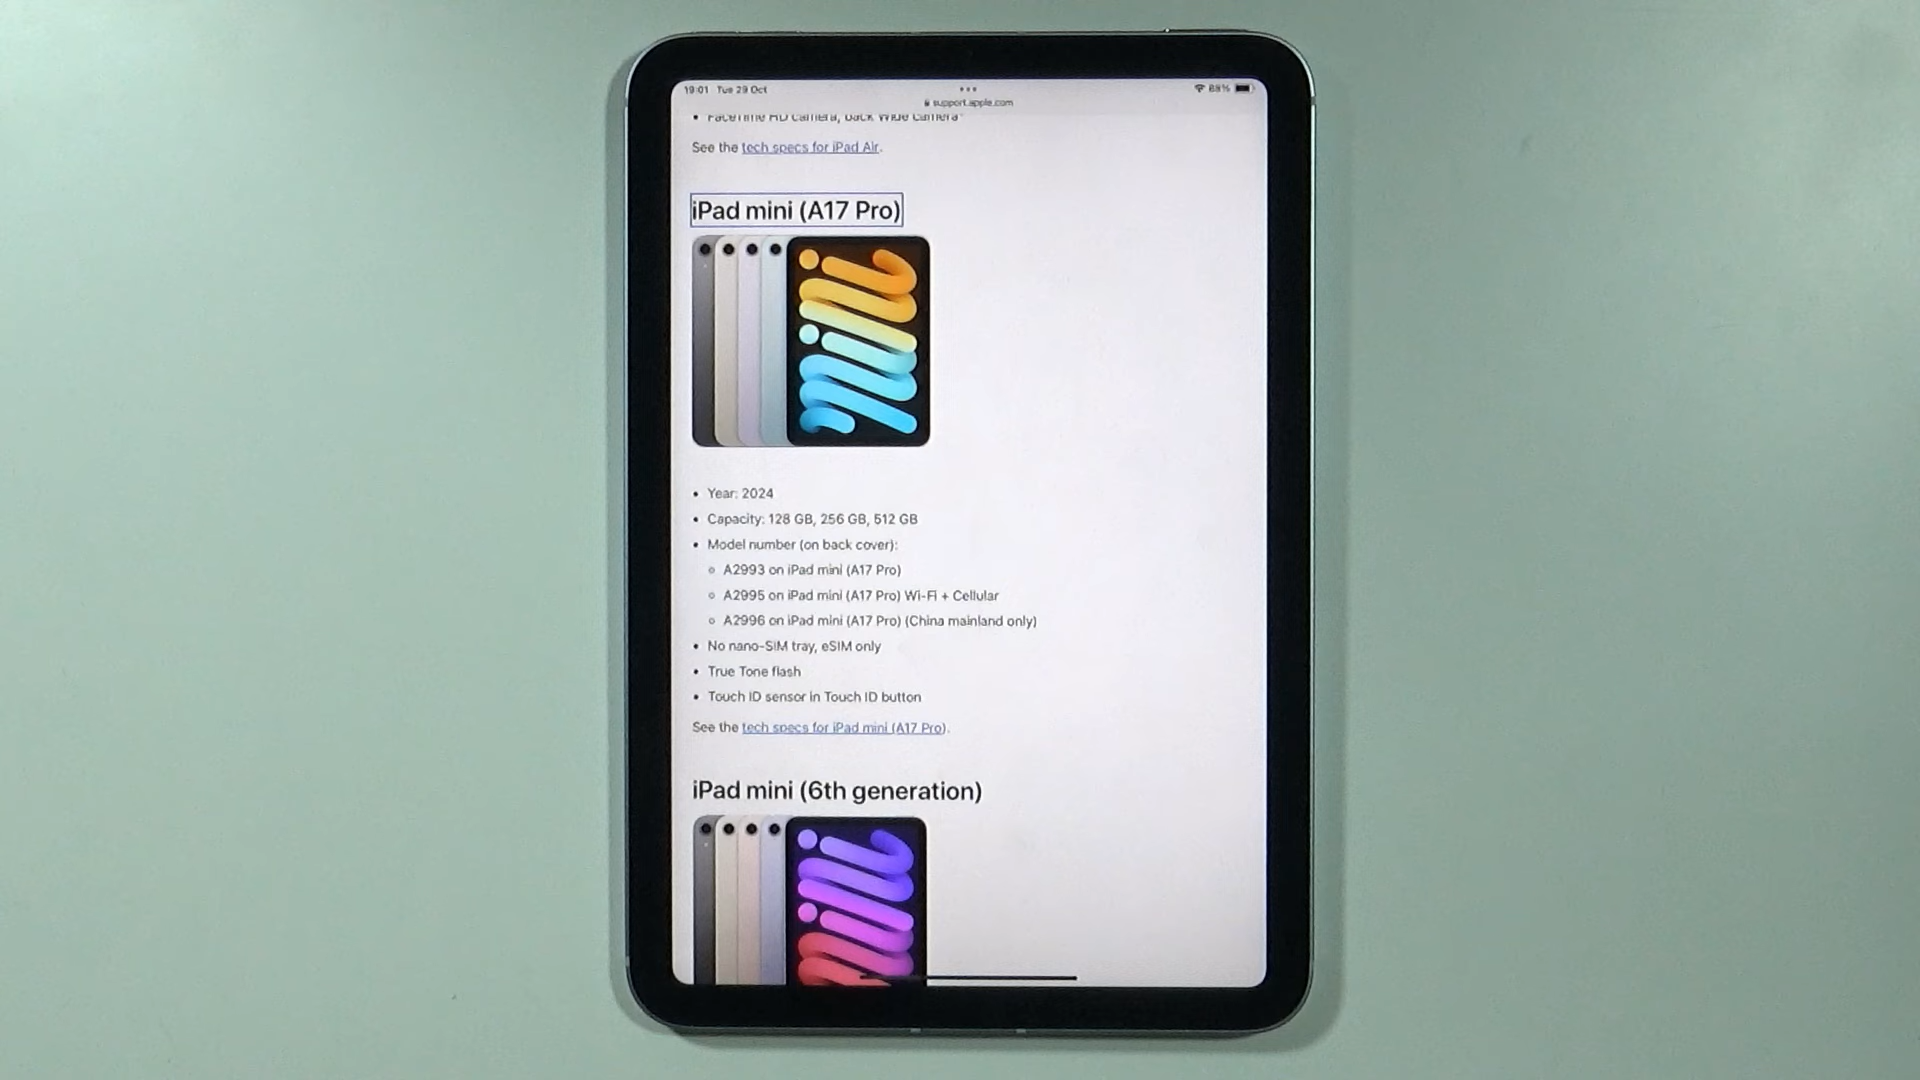 19:01 Tue 29 Oct
88%
support.apple.com
FaceTime HD camera, back Wide camera
See the tech specs for iPad Air.
iPad mini (A17 Pro)
Year: 2024
Capacity: 128 GB, 256 GB, 512 GB
Model number (on back cover):
A2993 on iPad mini (A17 Pro)
A2995 on iPad mini (A17 Pro) Wi-Fi + Cellular
A2996 on iPad mini (A17 Pro) (China mainland only)
No nano-SIM tray, eSIM only
True Tone flash
Touch ID sensor in Touch ID button
See the tech specs for iPad mini (A17 Pro).
iPad mini (6th generation)